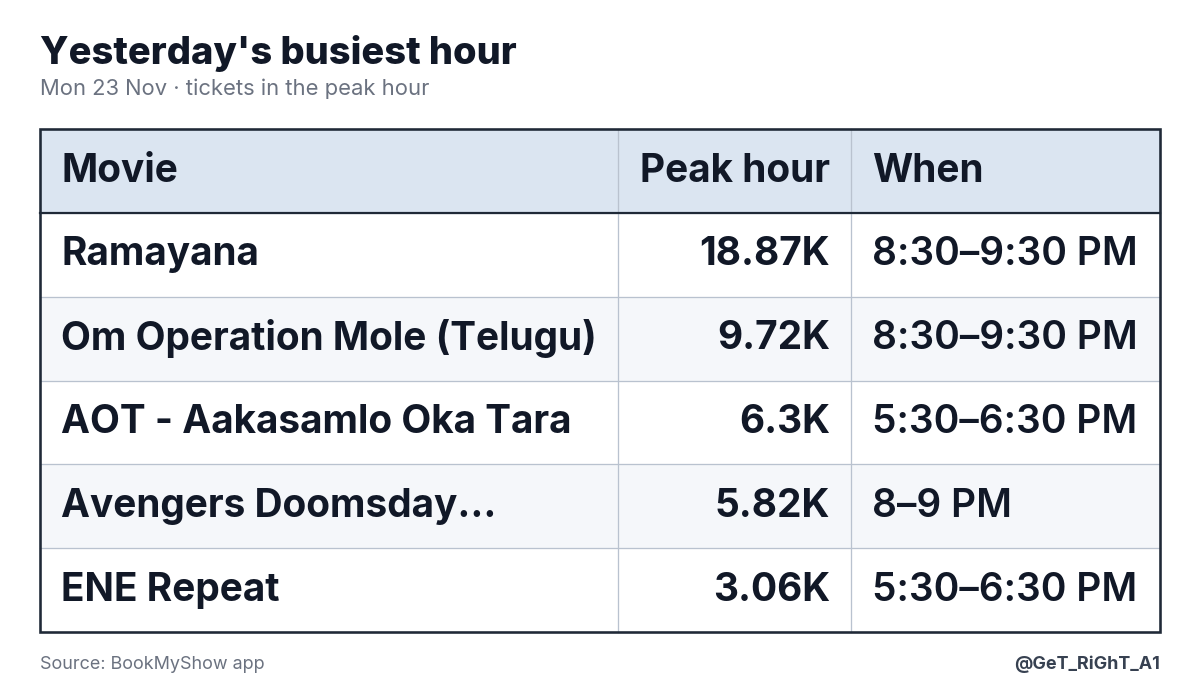 Yesterday's busiest hour
Mon 23 Nov · tickets in the peak hour
Movie Peak hour When
Ramayana 18.87K 8:30–9:30 PM
Om Operation Mole (Telugu) 9.72K 8:30–9:30 PM
AOT - Aakasamlo Oka Tara 6.3K 5:30–6:30 PM
Avengers Doomsday... 5.82K 8–9 PM
ENE Repeat 3.06K 5:30–6:30 PM
Source: BookMyShow app @GeT_RiGhT_A1